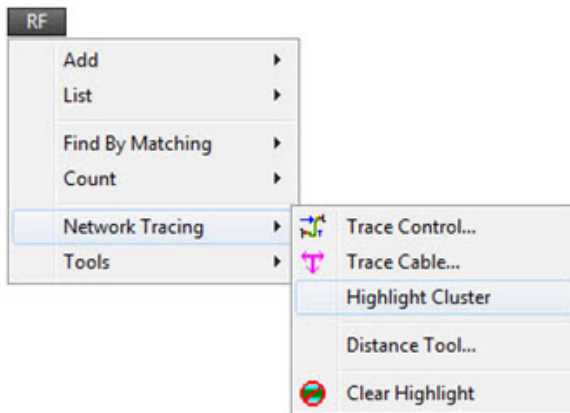 RF
Add
List
Find By Matching
Count
Network Tracing
Tools
Trace Control...
Trace Cable...
Highlight Cluster
Distance Tool...
Clear Highlight